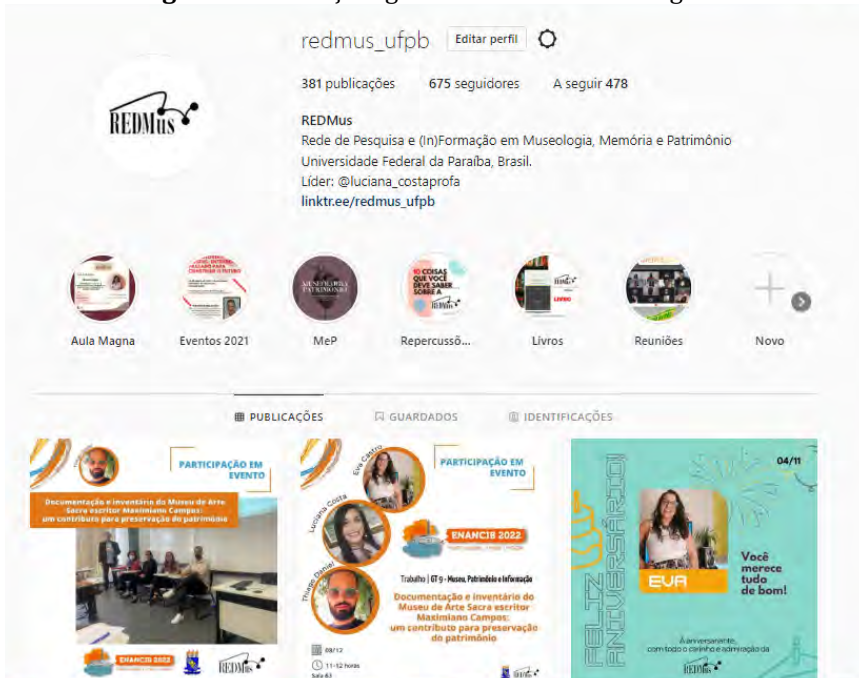 redmus_ufpb Editar perfil
381 publicações 675 seguidores A seguir 478
REDMus
REDMus
Rede de Pesquisa e (In)Formação em Museologia, Memória e Patrimônio
Universidade Federal da Paraíba, Brasil.
Líder: @luciana_costaprofa
linktr.ee/redmus_ufpb
10 COISAS
QUE VOCÊ
DEVE SABER
SOBRE A
REDMus
Aula Magna Eventos 2021 MeP Repercussõ... Livros Reuniões Novo
PUBLICAÇÕES GUARDADOS IDENTIFICAÇÕES
PARTICIPAÇÃO EM
EVENTO
Documentação e inventário do Museu de Arte
Sacra escritor Maximiano Campos:
um contributo para preservação do patrimônio
ENANCIB 2022
REDMus
Eva Castro
PARTICIPAÇÃO EM
EVENTO
Luciana Costa
ENANCIB 2022
Thiago Daniel
Trabalho | GT 9 - Museu, Patrimônio e Informação
Documentação e inventário do
Museu de Arte Sacra escritor
Maximiano Campos:
um contributo para preservação
do patrimônio
08/12
11-12 horas
Sala 63
REDMus
04/11
FELIZ
ANIVERSÁRIO!
EVA
Você
merece
tudo
de bom!
À aniversariante,
com todo o carinho e admiração da
REDMus